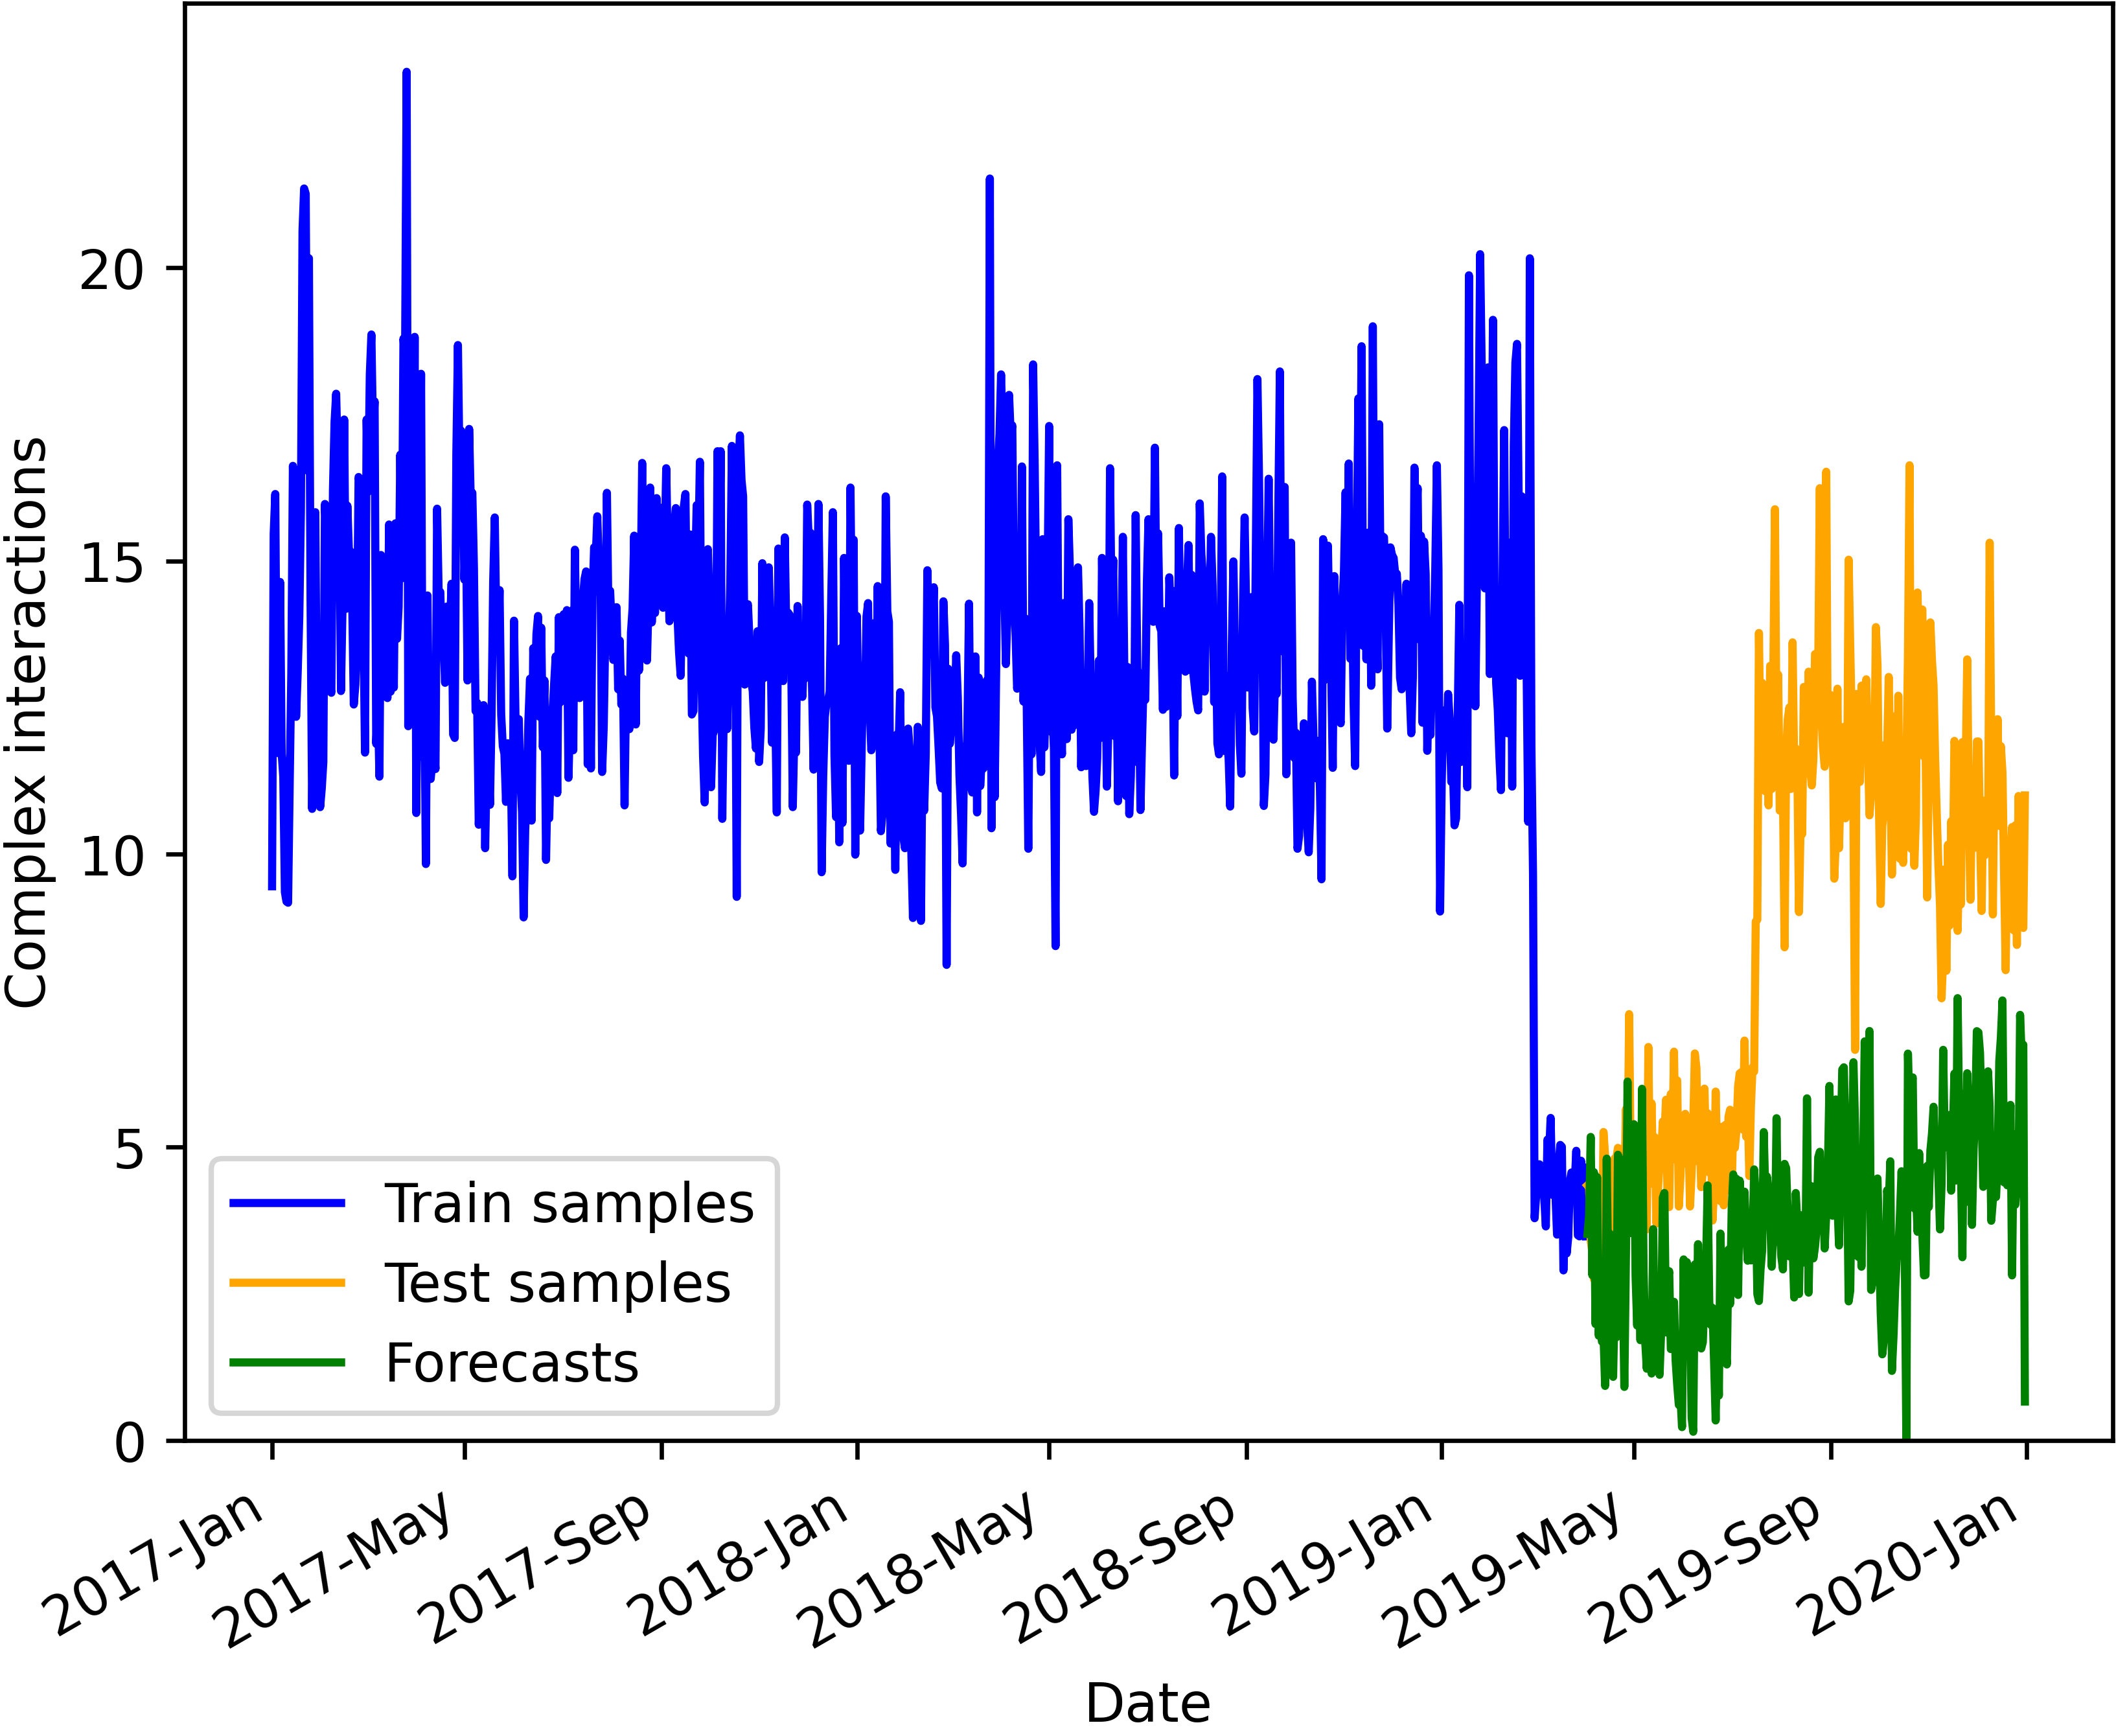 Complex interactions
20
15
10
5
0
Train samples
Test samples
Forecasts
2017-Jan
2017-May
2017-Sep
2018-Jan
2018-May
2018-Sep
2019-Jan
2019-May
2019-Sep
2020-Jan
Date